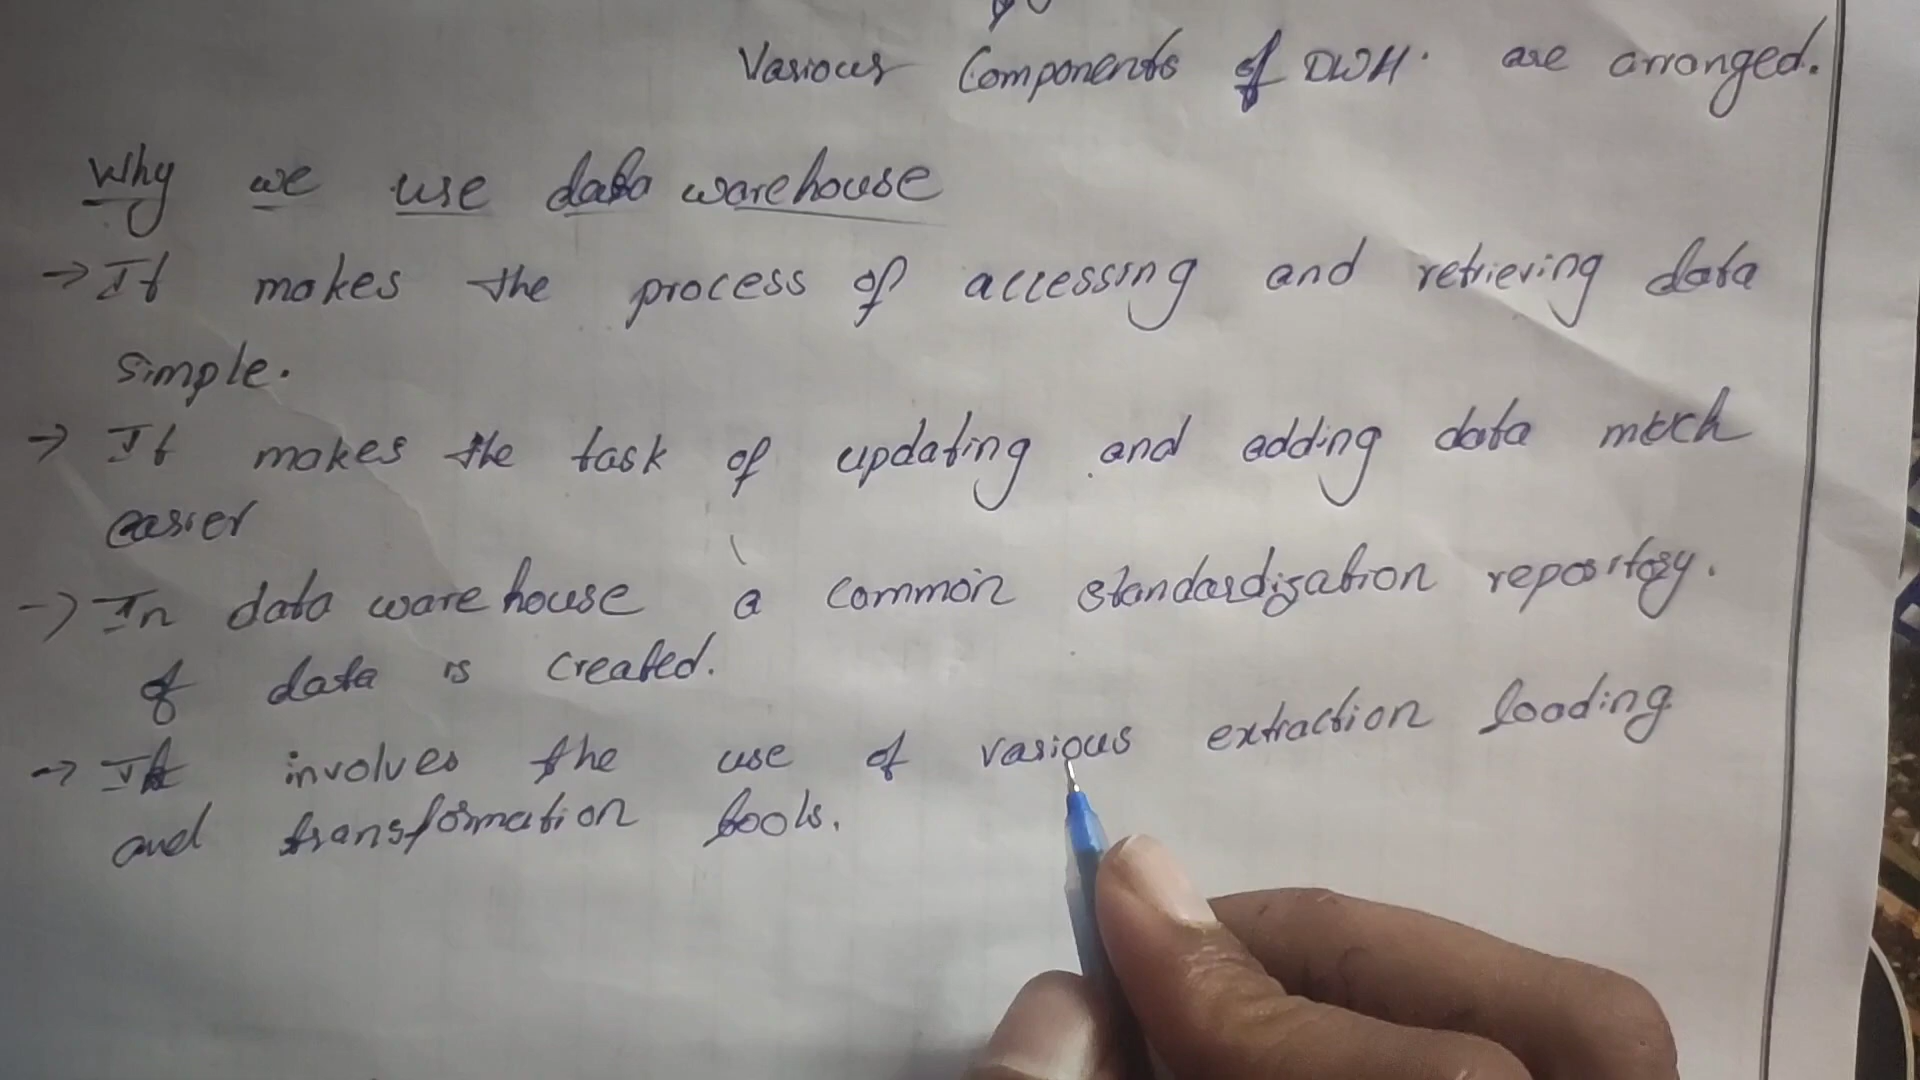 Various Components of DWH. are arranged.
Why we use data warehouse
→ It makes the process of accessing and retrieving data
simple.
→ It makes the task of updating and adding data much
easier
→ In data ware house a common standardization repository.
of data is created.
→ It involves the use of various extraction loading
and transformation tools.